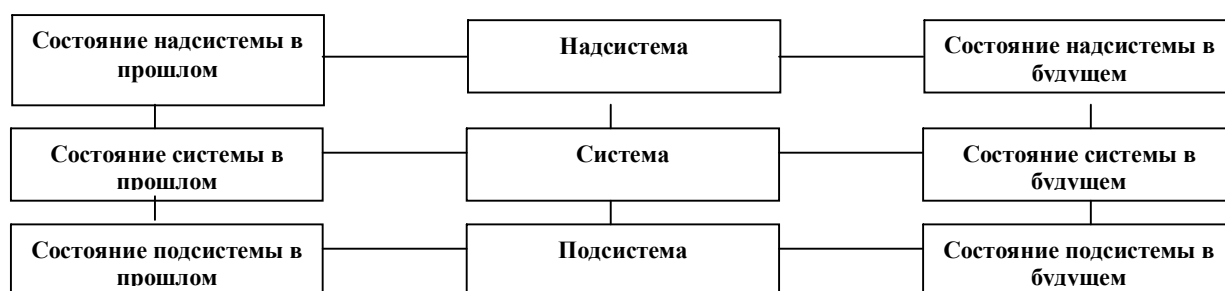 Состояние надсистемы в
прошлом
Надсистема
Состояние надсистемы в
будущем
Состояние системы в
прошлом
Система
Состояние системы в
будущем
Состояние подсистемы в
прошлом
Подсистема
Состояние подсистемы в
будущем